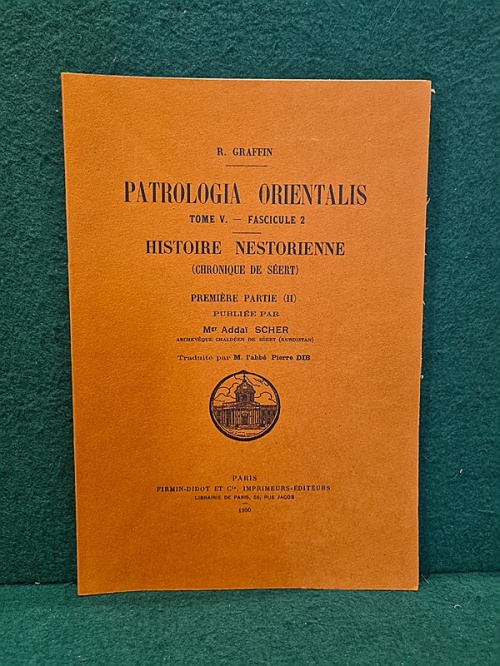 R. GRAFFIN
PATROLOGIA ORIENTALIS
TOME V. — FASCICULE 2
HISTOIRE NESTORIENNE
(CHRONIQUE DE SÉERT)
PREMIÈRE PARTIE (II)
PUBLIÉE PAR
Mgr Addaï SCHER
ARCHEVÊQUE CHALDÉEN DE SÉERT (KURDISTAN)
Traduite par M. l'abbé Pierre DIB
PARIS
FIRMIN-DIDOT ET Cie, IMPRIMEURS-ÉDITEURS
LIBRAIRIE DE PARIS, 56, RUE JACOB